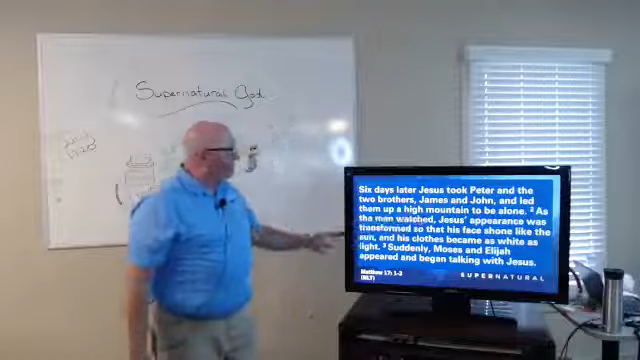 Supernatural God
Six days later Jesus took Peter and the
two brothers, James and John, and led
them up a high mountain to be alone. 2 As
the men watched, Jesus' appearance was
transformed so that his face shone like the
sun, and his clothes became as white as
light. 3 Suddenly, Moses and Elijah
appeared and began talking with Jesus.
Matthew 17: 1-3
(NLT)
SUPERNATURAL